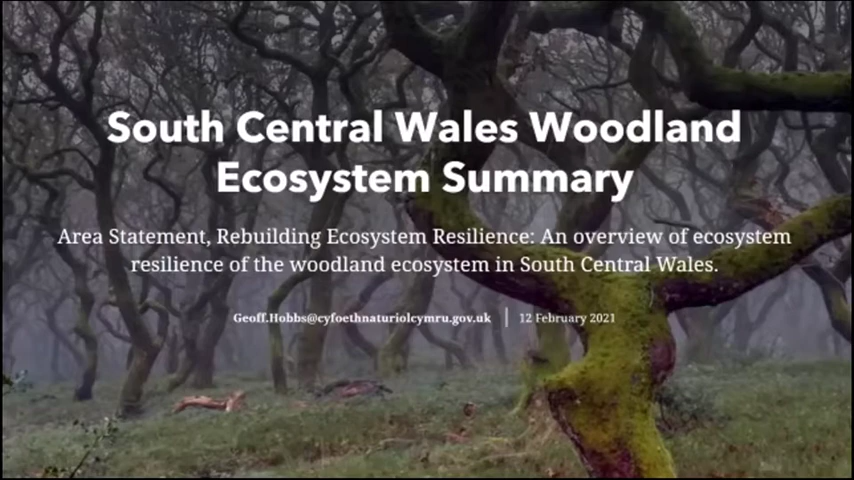 South Central Wales Woodland
Ecosystem Summary
Area Statement, Rebuilding Ecosystem Resilience: An overview of ecosystem
resilience of the woodland ecosystem in South Central Wales.
Geoff.Hobbs@cyfoethnaturiolcymru.gov.uk | 12 February 2021